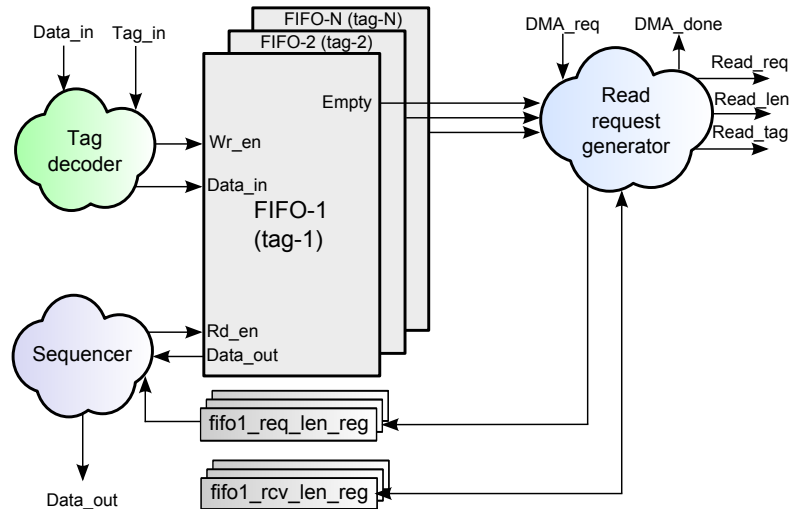 Data_in
Tag_in
FIFO-N (tag-N)
FIFO-2 (tag-2)
DMA_req
DMA_done
Empty
Read_req
Read_len
Read_tag
Read
request
generator
Tag
decoder
Wr_en
Data_in
FIFO-1
(tag-1)
Rd_en
Data_out
Sequencer
fifo1_req_len_reg
fifo1_rcv_len_reg
Data_out